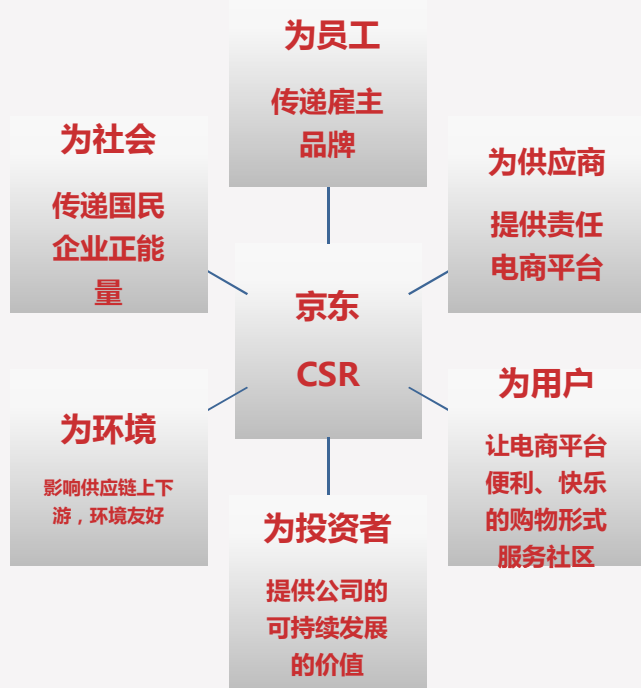 为员工
传递雇主
品牌
为社会
传递国民
企业正能
量
为供应商
提供责任
电商平台
京东
CSR
为环境
影响供应链上下
游，环境友好
为用户
让电商平台
便利、快乐
的购物形式
服务社区
为投资者
提供公司的
可持续发展
的价值